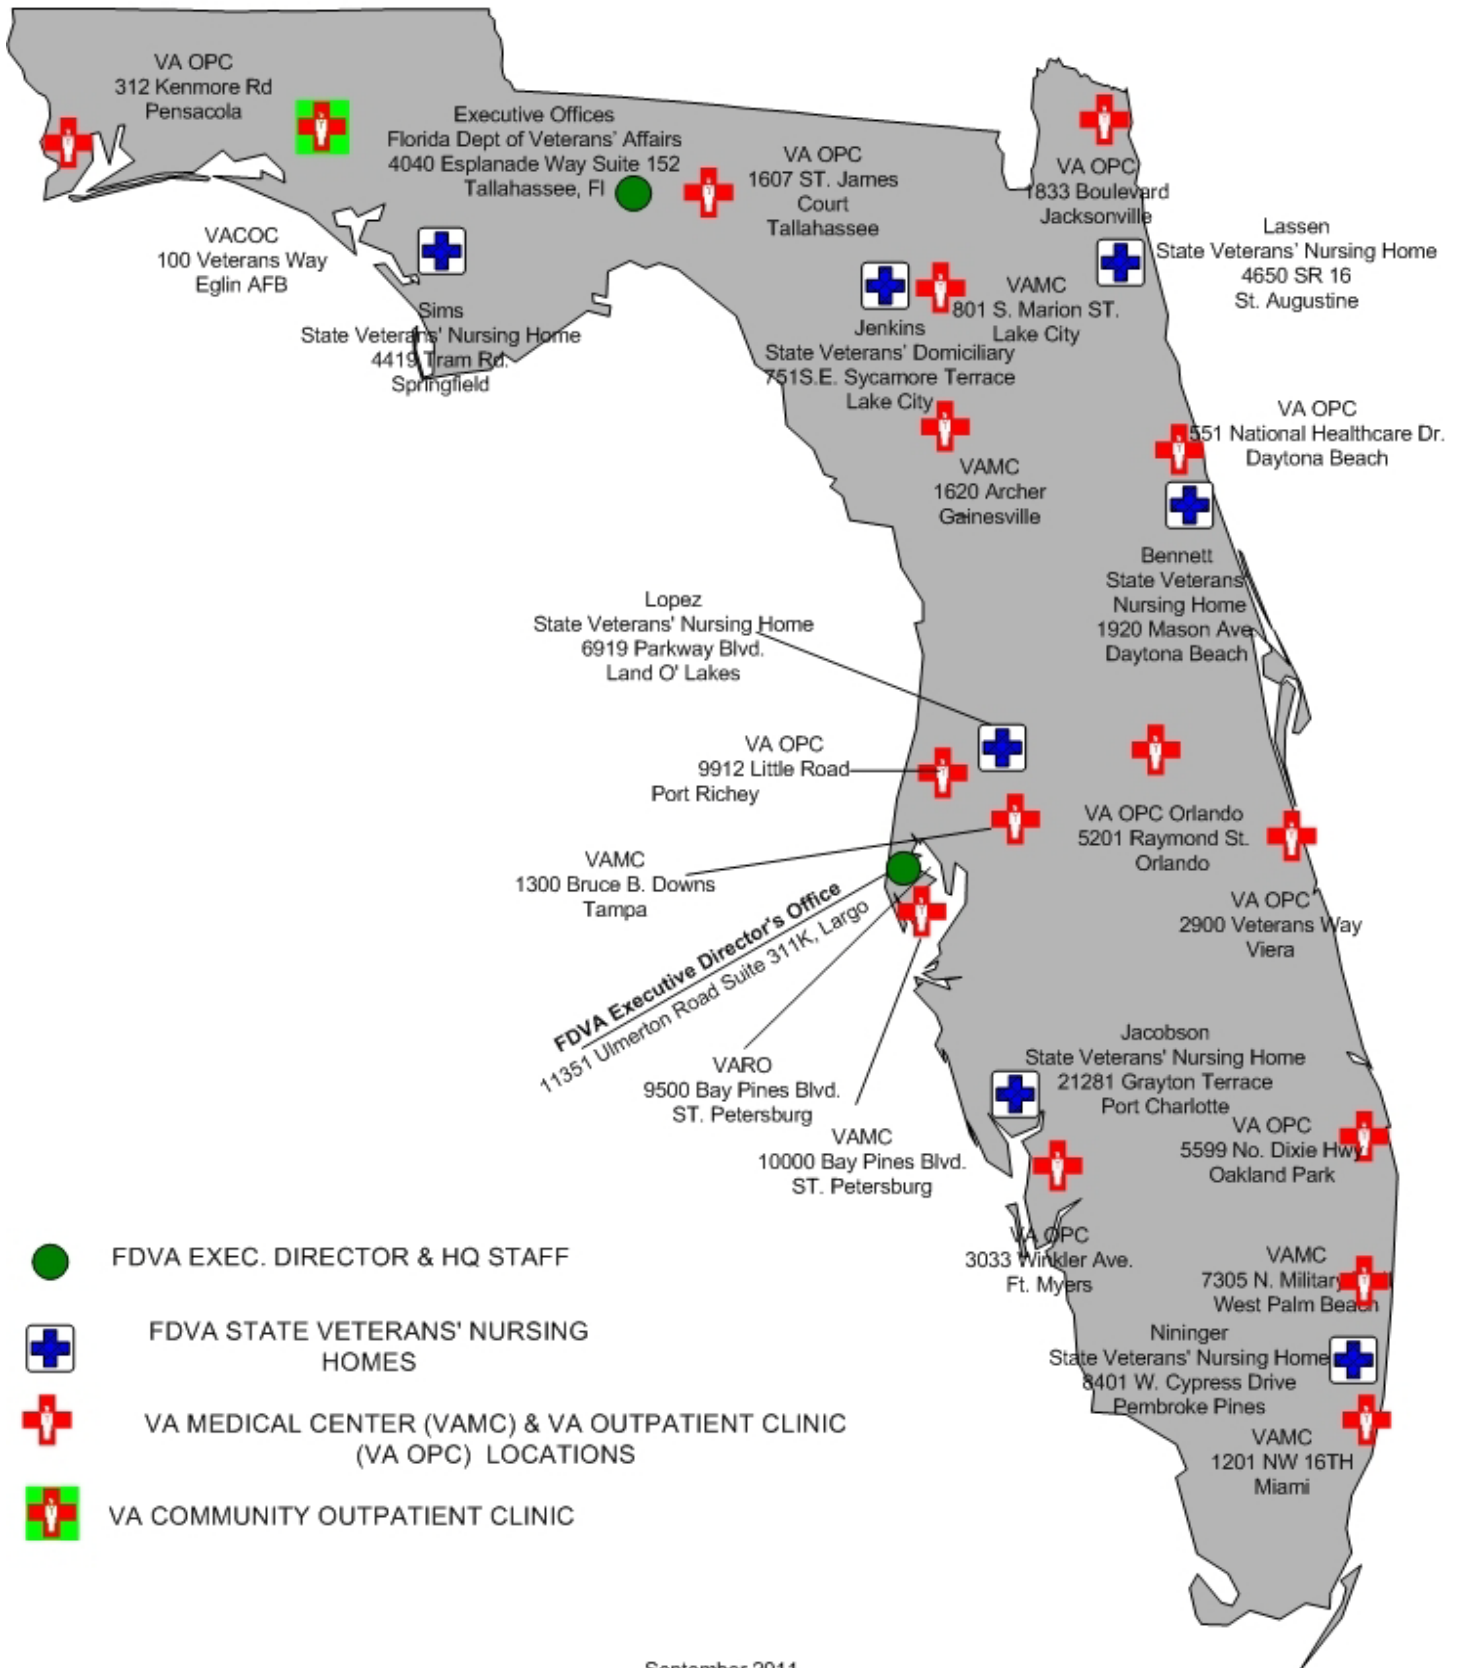 VA OPC
312 Kenmore Rd
Pensacola
Executive Offices
Florida Dept of Veterans' Affairs
4040 Esplanade Way Suite 152
Tallahassee, Fl
VA OPC
1607 ST. James
Court
Tallahassee
VA OPC
1833 Boulevard
Jacksonville
VACOC
100 Veterans Way
Eglin AFB
Lassen
State Veterans' Nursing Home
4650 SR 16
St. Augustine
Sims
State Veterans' Nursing Home
4419 Tram Rd.
Springfield
VAMC
801 S. Marion ST.
Lake City
Jenkins
State Veterans' Domiciliary
751S.E. Sycamore Terrace
Lake City
VA OPC
551 National Healthcare Dr.
Daytona Beach
VAMC
1620 Archer
Gainesville
Bennett
State Veterans
Nursing Home
1920 Mason Ave
Daytona Beach
Lopez
State Veterans' Nursing Home
6919 Parkway Blvd.
Land O' Lakes
VA OPC
9912 Little Road
Port Richey
VA OPC Orlando
5201 Raymond St.
Orlando
VAMC
1300 Bruce B. Downs
Tampa
VA OPC
2900 Veterans Way
Viera
FDVA Executive Director's Office
11351 Ulmerton Road Suite 311K, Largo
VARO
9500 Bay Pines Blvd.
ST. Petersburg
VAMC
10000 Bay Pines Blvd.
ST. Petersburg
Jacobson
State Veterans' Nursing Home
21281 Grayton Terrace
Port Charlotte
VA OPC
5599 No. Dixie Hwy
Oakland Park
VA OPC
3033 Winkler Ave.
Ft. Myers
VAMC
7305 N. Military
West Palm Beach
Nininger
State Veterans' Nursing Home
8401 W. Cypress Drive
Pembroke Pines
VAMC
1201 NW 16TH
Miami
FDVA EXEC. DIRECTOR & HQ STAFF
FDVA STATE VETERANS' NURSING
HOMES
VA MEDICAL CENTER (VAMC) & VA OUTPATIENT CLINIC
(VA OPC) LOCATIONS
VA COMMUNITY OUTPATIENT CLINIC
September 2011